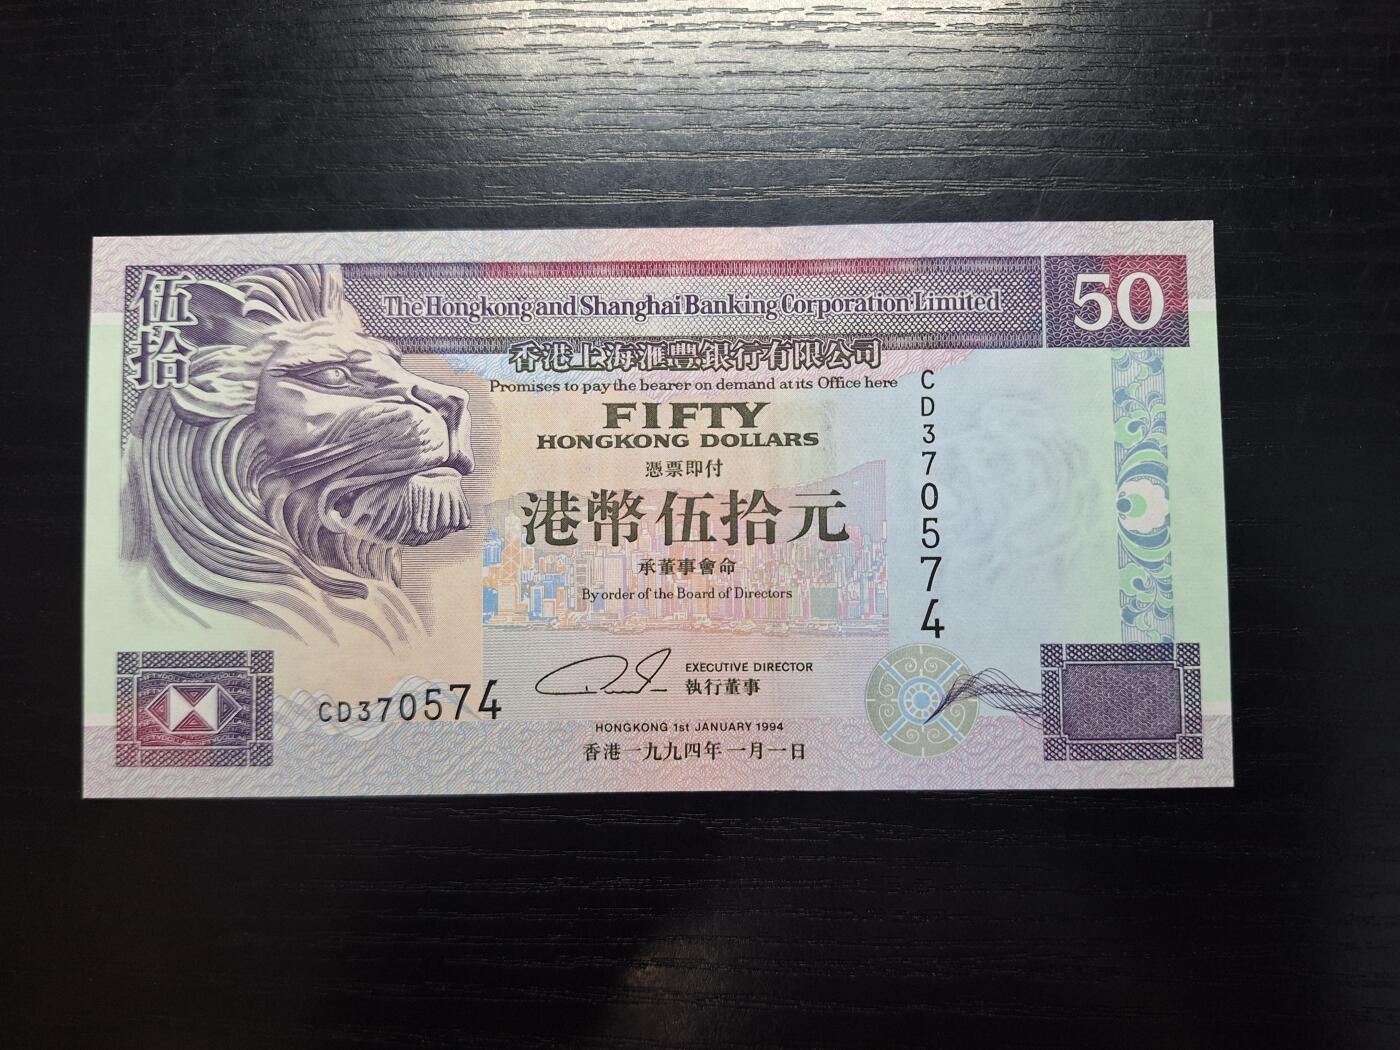 伍拾
The Hongkong and Shanghai Banking Corporation Limited
50
香港上海滙豐銀行有限公司
Promises to pay the bearer on demand at its Office here
FIFTY
HONGKONG DOLLARS
憑票即付
港幣伍拾元
承董事會命
By order of the Board of Directors
CD370574
CD370574
EXECUTIVE DIRECTOR
執行董事
HONGKONG 1st JANUARY 1994
香港一九九四年一月一日